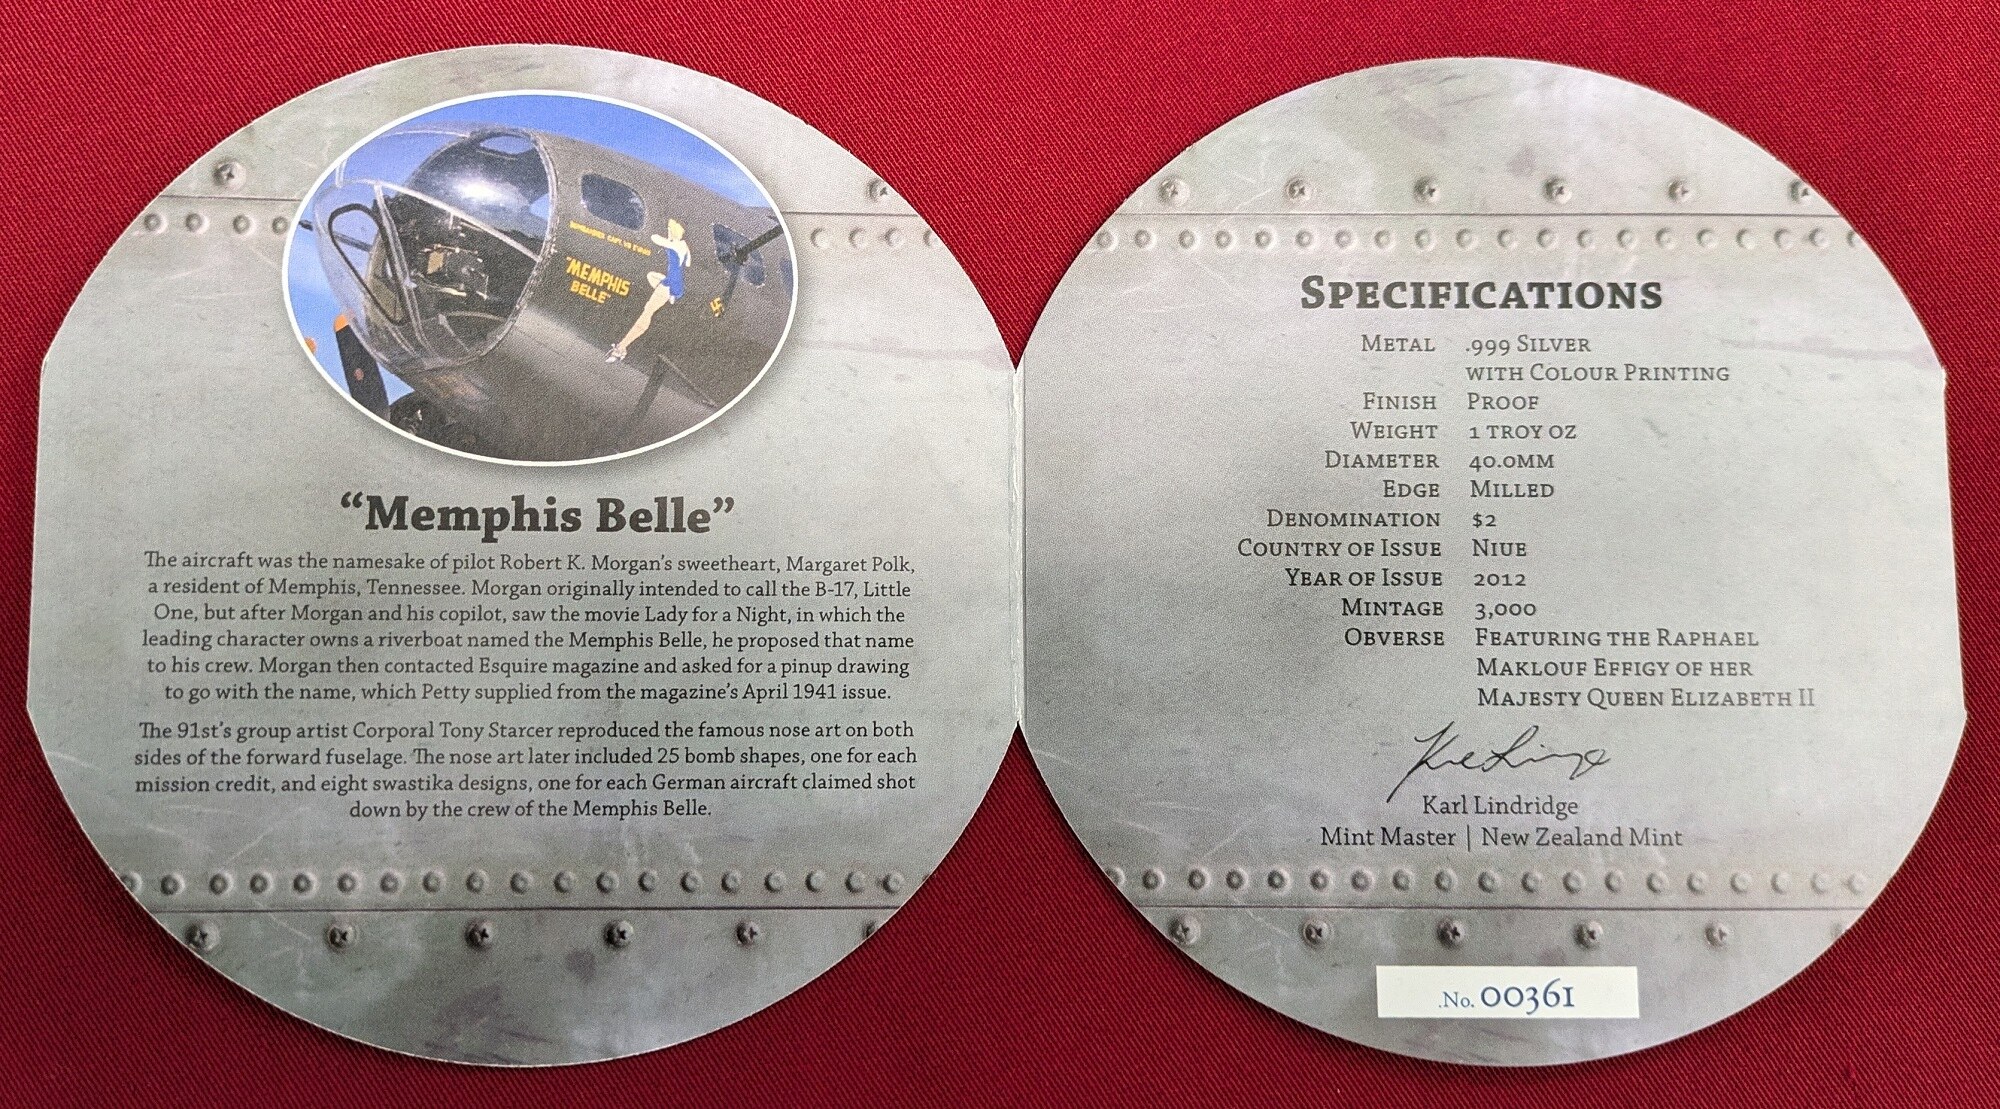 BOMBARDIER CAPT. VB EVANS
"MEMPHIS
BELLE"
“Memphis Belle”
The aircraft was the namesake of pilot Robert K. Morgan's sweetheart, Margaret Polk,
a resident of Memphis, Tennessee. Morgan originally intended to call the B-17, Little
One, but after Morgan and his copilot, saw the movie Lady for a Night, in which the
leading character owns a riverboat named the Memphis Belle, he proposed that name
to his crew. Morgan then contacted Esquire magazine and asked for a pinup drawing
to go with the name, which Petty supplied from the magazine's April 1941 issue.
The 91st's group artist Corporal Tony Starcer reproduced the famous nose art on both
sides of the forward fuselage. The nose art later included 25 bomb shapes, one for each
mission credit, and eight swastika designs, one for each German aircraft claimed shot
down by the crew of the Memphis Belle.
Specifications
Metal .999 silver
with Colour Printing
Finish Proof
Weight 1 troy oz
Diameter 40.0mm
Edge Milled
Denomination $2
Country of Issue Niue
Year of Issue 2012
Mintage 3,000
Obverse Featuring the Raphael
Maklouf effigy of Her
Majesty Queen Elizabeth II
Karl Lindridge
Mint Master | New Zealand Mint
.No. 00361